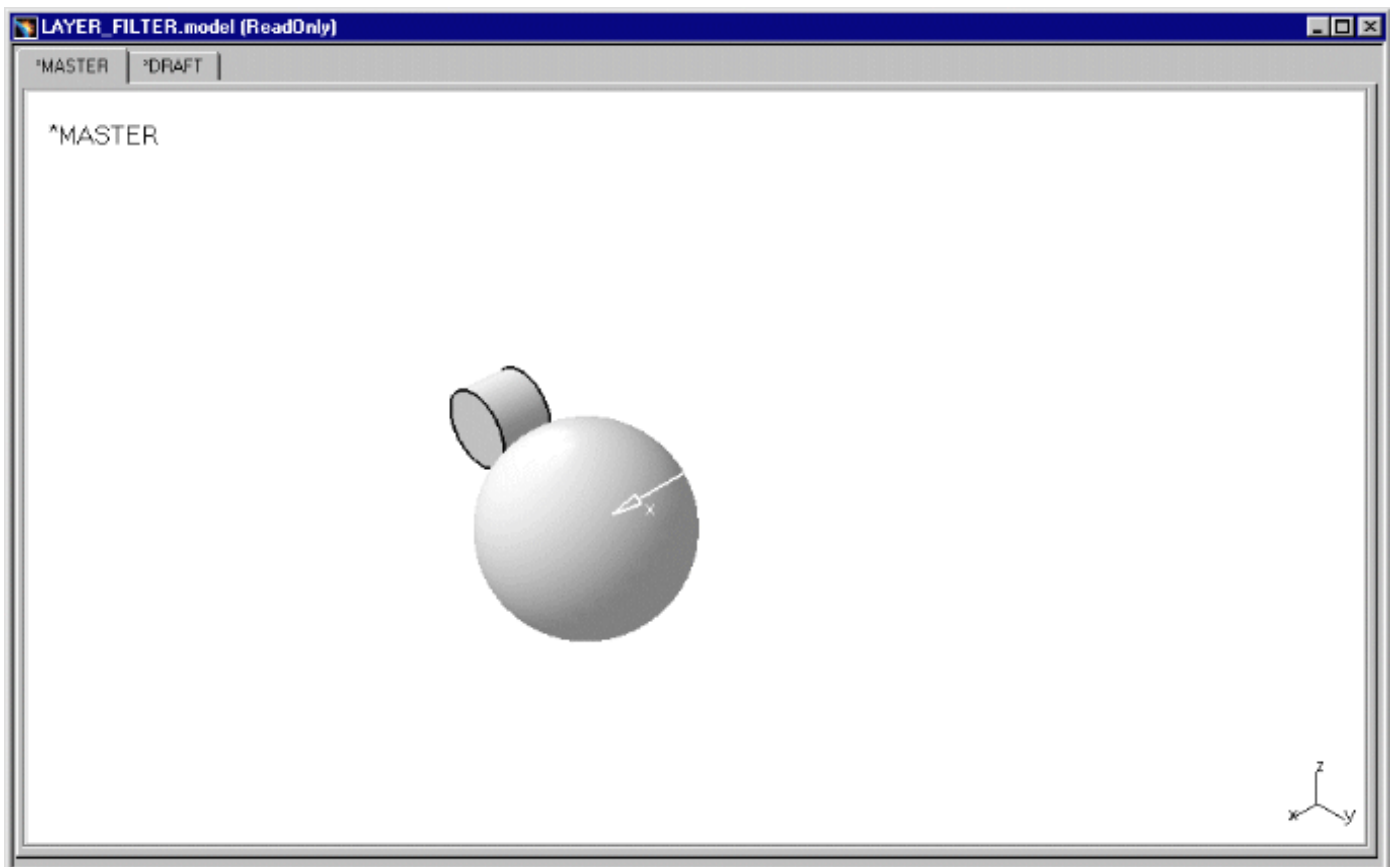 LAYER_FILTER.model (ReadOnly)
*MASTER *DRAFT
*MASTER
x
z
x y